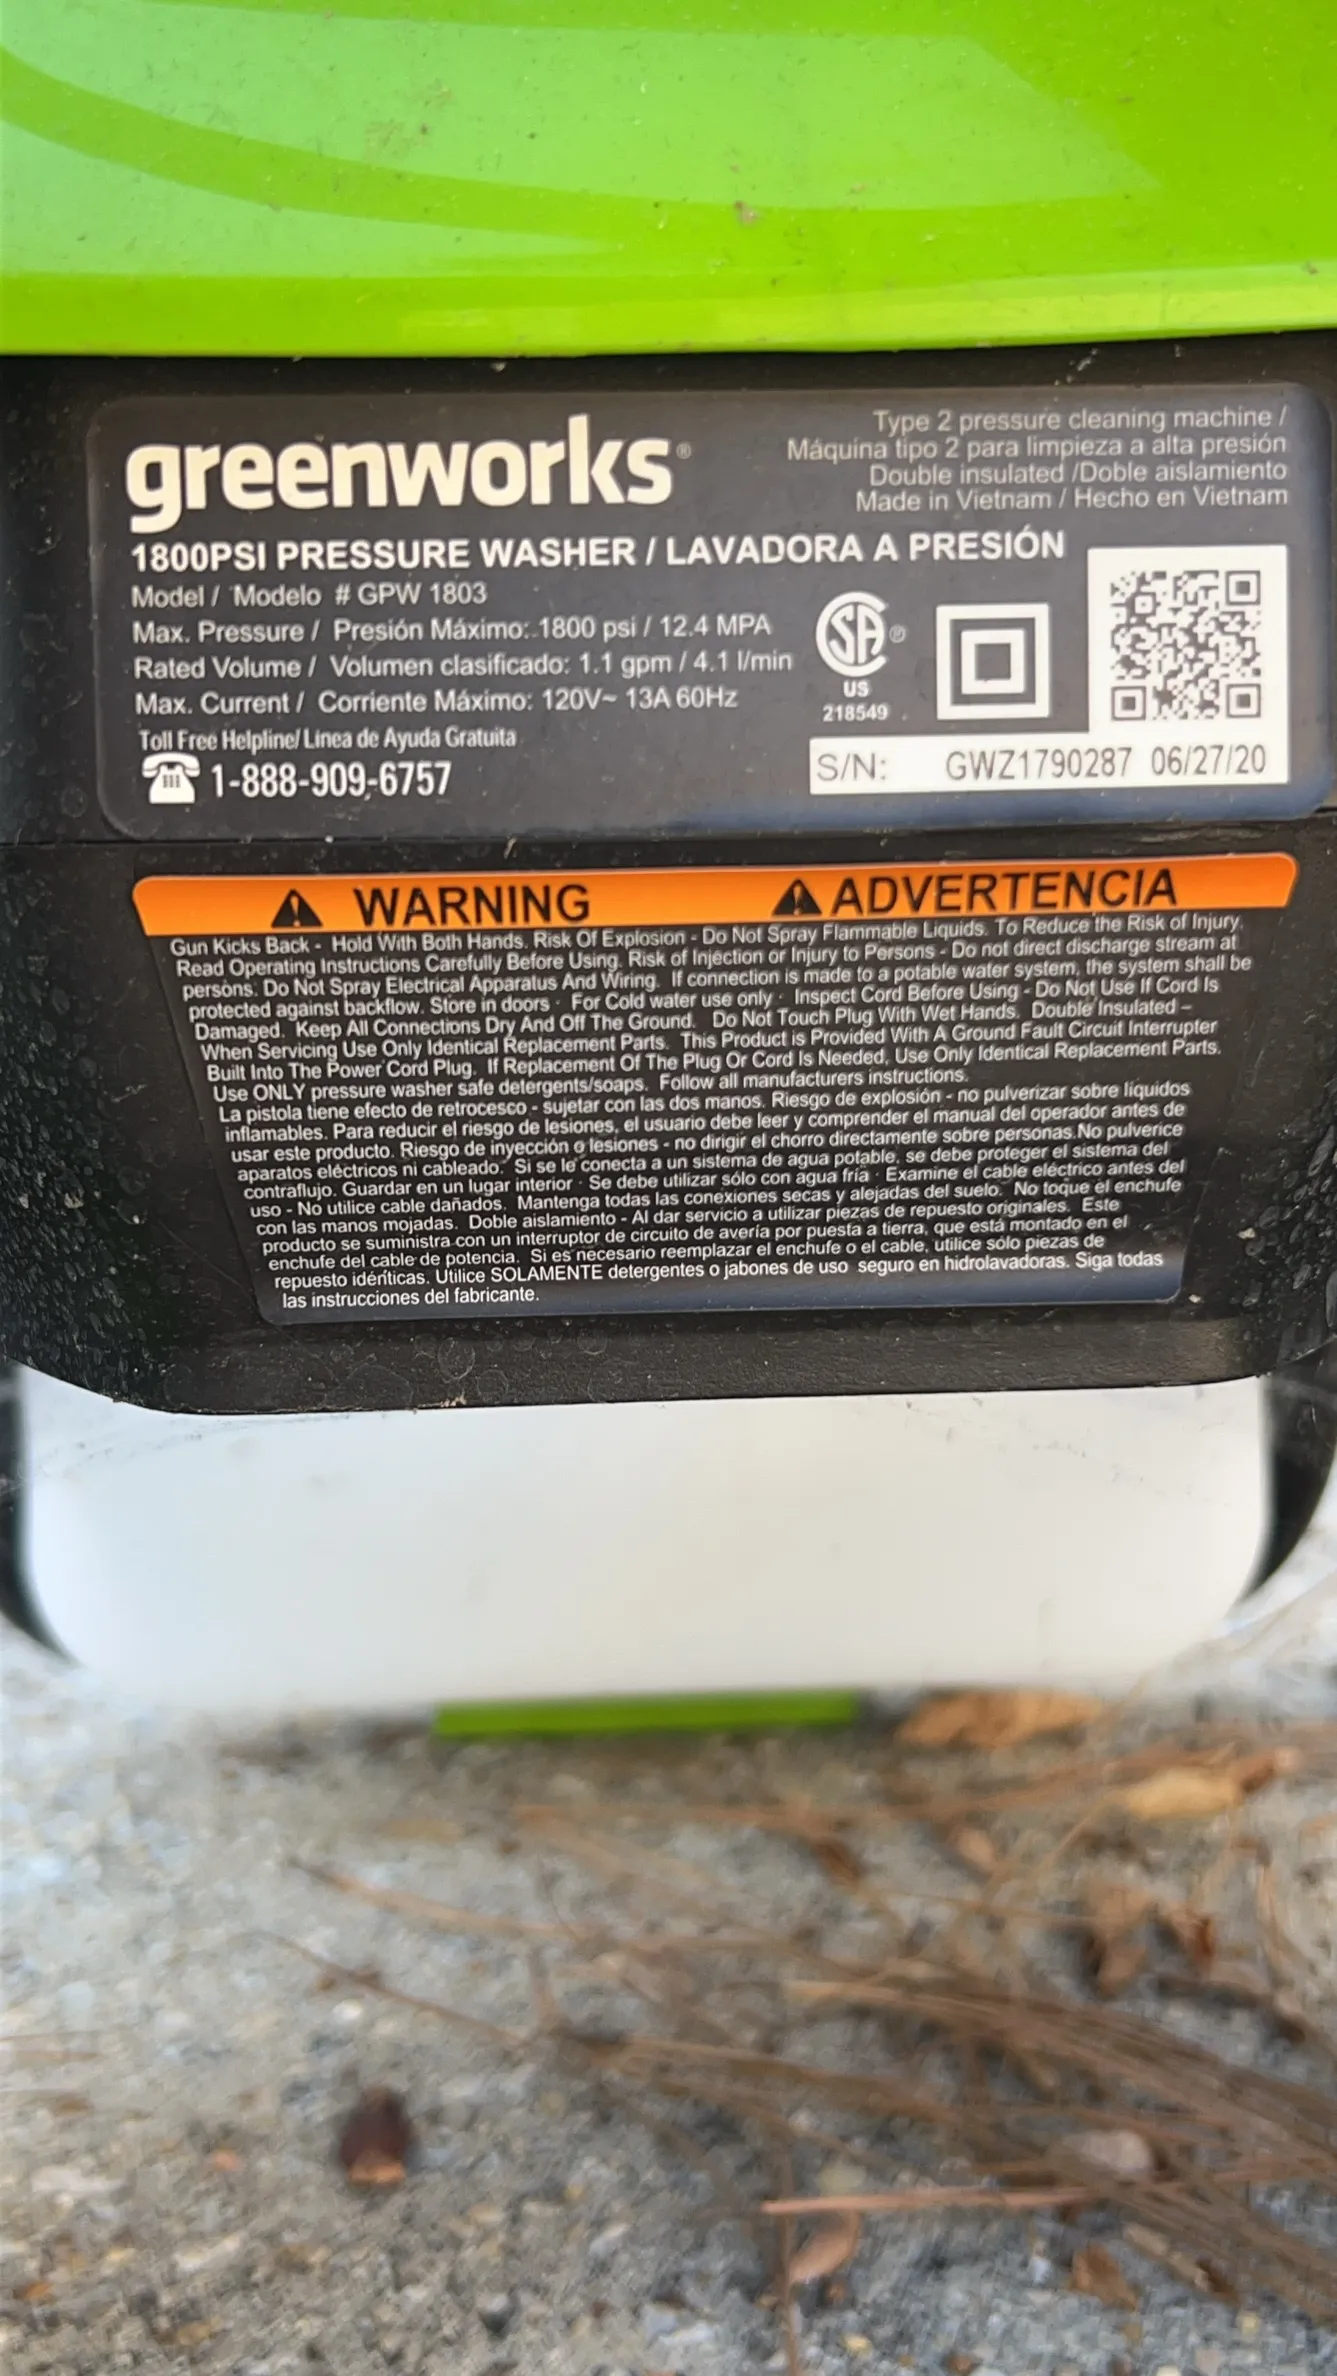 greenworks®
Type 2 pressure cleaning machine /
Máquina tipo 2 para limpieza a alta presión
Double insulated /Doble aislamiento
Made in Vietnam / Hecho en Vietnam
1800PSI PRESSURE WASHER / LAVADORA A PRESIÓN
Model / Modelo # GPW 1803
Max. Pressure / Presión Máximo: 1800 psi / 12.4 MPA
Rated Volume / Volumen clasificado: 1.1 gpm / 4.1 l/min
Max. Current / Corriente Máximo: 120V~ 13A 60Hz
Toll Free Helpline/ Linea de Ayuda Gratuita
1-888-909-6757
SA®
US
218549
S/N: GWZ1790287 06/27/20
WARNING ADVERTENCIA
Gun Kicks Back - Hold With Both Hands. Risk Of Explosion - Do Not Spray Flammable Liquids. To Reduce the Risk of Injury.
Read Operating Instructions Carefully Before Using. Risk of Injection or Injury to Persons - Do not direct discharge stream at
persons. Do Not Spray Electrical Apparatus And Wiring. If connection is made to a potable water system, the system shall be
protected against backflow. Store in doors · For Cold water use only · Inspect Cord Before Using - Do Not Use If Cord Is
Damaged. Keep All Connections Dry And Off The Ground. Do Not Touch Plug With Wet Hands. Double Insulated –
When Servicing Use Only Identical Replacement Parts. This Product is Provided With A Ground Fault Circuit Interrupter
Built Into The Power Cord Plug. If Replacement Of The Plug Or Cord Is Needed, Use Only Identical Replacement Parts.
Use ONLY pressure washer safe detergents/soaps. Follow all manufacturers instructions.
La pistola tiene efecto de retrocesco - sujetar con las dos manos. Riesgo de explosión - no pulverizar sobre líquidos
inflamables. Para reducir el riesgo de lesiones, el usuario debe leer y comprender el manual del operador antes de
usar este producto. Riesgo de inyección o lesiones - no dirigir el chorro directamente sobre personas.No pulverice
aparatos eléctricos ni cableado. Si se le conecta a un sistema de agua potable, se debe proteger el sistema del
contraflujo. Guardar en un lugar interior · Se debe utilizar sólo con agua fría · Examine el cable eléctrico antes del
uso - No utilice cable dañados. Mantenga todas las conexiones secas y alejadas del suelo. No toque el enchufe
con las manos mojadas. Doble aislamiento - Al dar servicio a utilizar piezas de repuesto originales. Este
producto se suministra con un interruptor de circuito de avería por puesta a tierra, que está montado en el
enchufe del cable de potencia. Si es necesario reemplazar el enchufe o el cable, utilice sólo piezas de
repuesto idénticas. Utilice SOLAMENTE detergentes o jabones de uso seguro en hidrolavadoras. Siga todas
las instrucciones del fabricante.